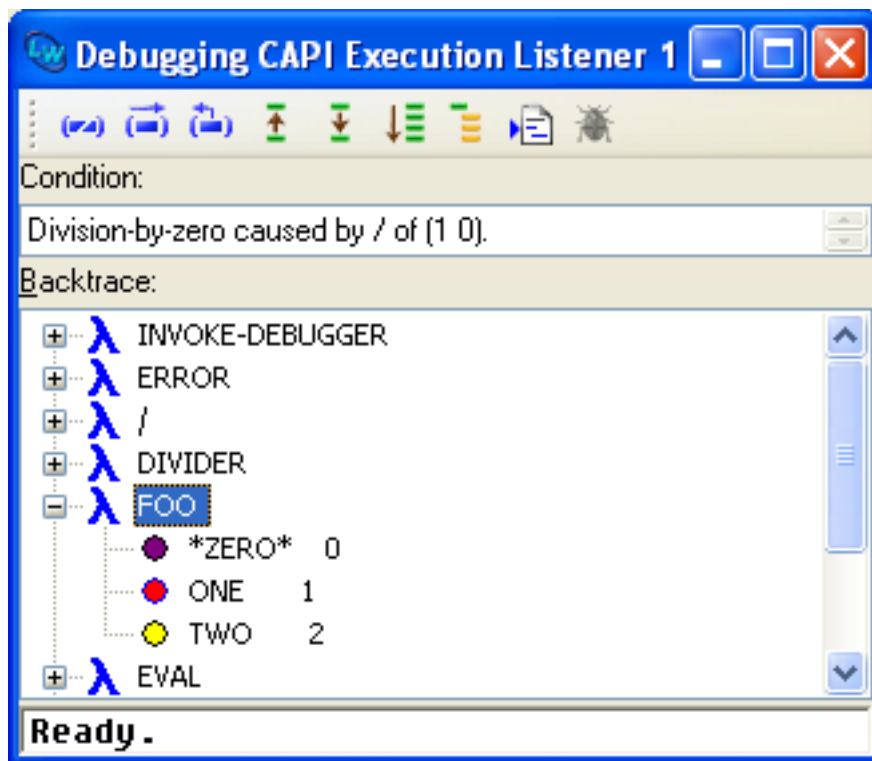 Debugging CAPI Execution Listener 1
Condition:
Division-by-zero caused by / of (1 0).
Backtrace:
λ INVOKE-DEBUGGER
λ ERROR
λ /
λ DIVIDER
λ FOO
*ZERO* 0
ONE 1
TWO 2
λ EVAL
Ready.